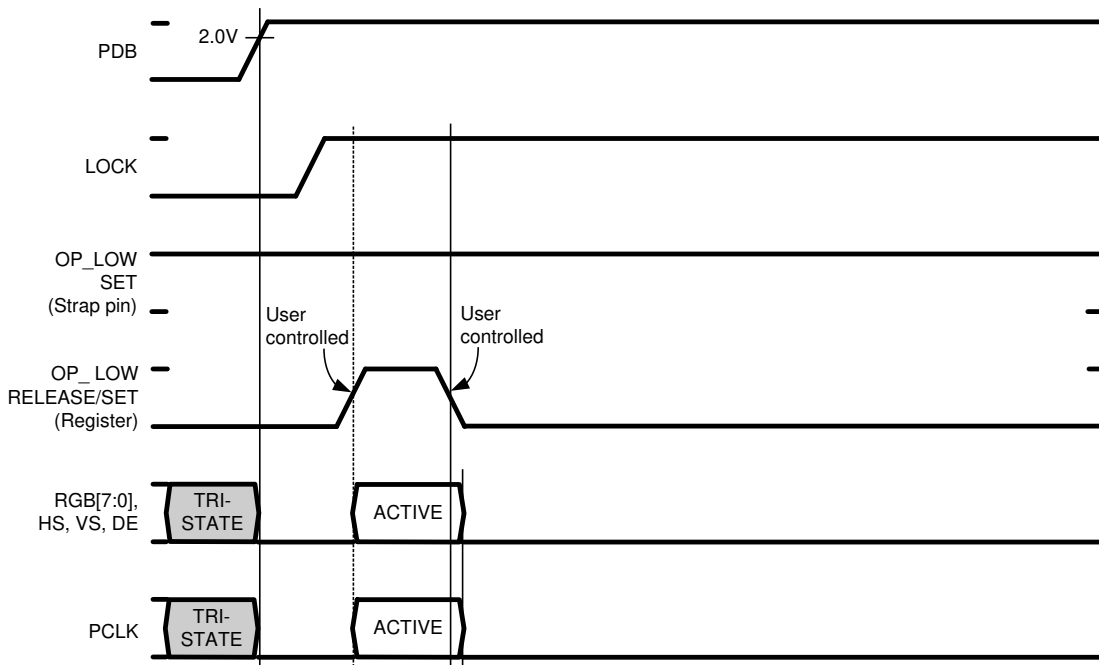 PDB
2.0V
LOCK
OP_LOW
SET
(Strap pin)
User
controlled
User
controlled
OP_ LOW
RELEASE/SET
(Register)
RGB[7:0],
HS, VS, DE
TRI-
STATE
ACTIVE
PCLK
TRI-
STATE
ACTIVE